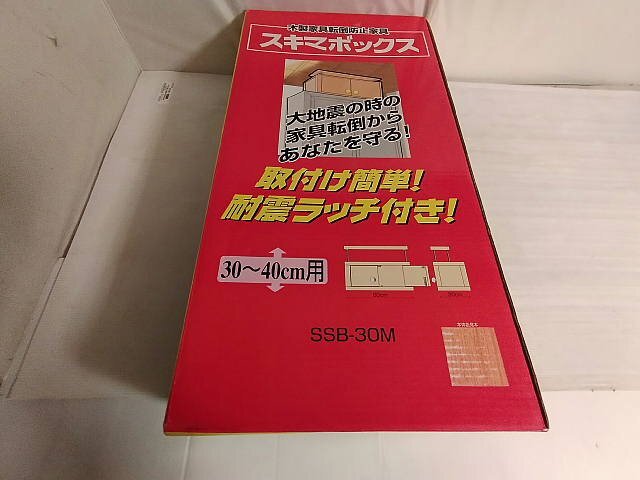 木製家具転倒防止家具
スキマボックス
大地震の時の
家具転倒から
あなたを守る!
取付け簡単!
耐震ラッチ付き!
30〜40cm用
SSB-30M